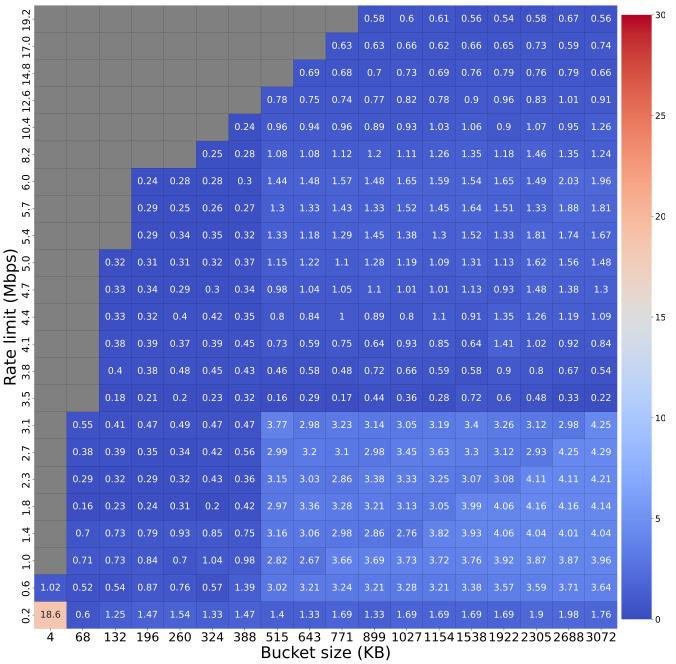 19.2 0.58 0.6 0.61 0.56 0.54 0.58 0.67 0.56 30
17.0 0.63 0.63 0.66 0.62 0.66 0.65 0.73 0.59 0.74
14.8 0.69 0.68 0.7 0.73 0.69 0.76 0.79 0.76 0.79 0.66
12.6 0.78 0.75 0.74 0.77 0.82 0.78 0.9 0.96 0.83 1.01 0.91 25
10.4 0.24 0.96 0.94 0.96 0.89 0.93 1.03 1.06 0.9 1.07 0.95 1.26
8.2 0.25 0.28 1.08 1.08 1.12 1.2 1.11 1.26 1.35 1.18 1.46 1.35 1.24
6.0 0.24 0.28 0.28 0.3 1.44 1.48 1.57 1.48 1.65 1.59 1.54 1.65 1.49 2.03 1.96
5.7 0.29 0.25 0.26 0.27 1.3 1.33 1.43 1.33 1.52 1.45 1.64 1.51 1.33 1.88 1.81 20
5.4 0.29 0.34 0.35 0.32 1.33 1.18 1.29 1.45 1.38 1.3 1.52 1.33 1.81 1.74 1.67
5.0 0.32 0.31 0.31 0.32 0.37 1.15 1.22 1.1 1.28 1.19 1.09 1.31 1.13 1.62 1.56 1.48
4.7 0.33 0.34 0.29 0.3 0.34 0.98 1.04 1.05 1.1 1.01 1.01 1.13 0.93 1.48 1.38 1.3
Rate limit (Mbps)
4.4 0.33 0.32 0.4 0.42 0.35 0.8 0.84 1 0.89 0.8 1.1 0.91 1.35 1.26 1.19 1.09 15
4.1 0.38 0.39 0.37 0.39 0.45 0.73 0.59 0.75 0.64 0.93 0.85 0.64 1.41 1.02 0.92 0.84
3.8 0.4 0.38 0.48 0.45 0.43 0.46 0.58 0.48 0.72 0.66 0.59 0.58 0.9 0.8 0.67 0.54
3.5 0.18 0.21 0.2 0.23 0.32 0.16 0.29 0.17 0.44 0.36 0.28 0.72 0.6 0.48 0.33 0.22
3.1 0.55 0.41 0.47 0.49 0.47 0.47 3.77 2.98 3.23 3.14 3.05 3.19 3.4 3.26 3.12 2.98 4.25 10
2.7 0.38 0.39 0.35 0.34 0.42 0.56 2.99 3.2 3.1 2.98 3.45 3.63 3.3 3.12 2.93 4.25 4.29
2.3 0.29 0.32 0.29 0.32 0.43 0.36 3.15 3.03 2.86 3.38 3.33 3.25 3.07 3.08 4.11 4.11 4.21
1.8 0.16 0.23 0.24 0.31 0.2 0.42 2.97 3.36 3.28 3.21 3.13 3.05 3.99 4.06 4.16 4.16 4.14
1.4 0.7 0.73 0.79 0.93 0.85 0.75 3.16 3.06 2.98 2.86 2.76 3.82 3.93 4.06 4.04 4.01 4.04 5
1.0 0.71 0.73 0.84 0.7 1.04 0.98 2.82 2.67 3.66 3.69 3.73 3.72 3.76 3.92 3.87 3.87 3.96
0.6 1.02 0.52 0.54 0.87 0.76 0.57 1.39 3.02 3.21 3.24 3.21 3.28 3.21 3.38 3.57 3.59 3.71 3.64
0.2 18.6 0.6 1.25 1.47 1.54 1.33 1.47 1.4 1.33 1.69 1.33 1.69 1.69 1.69 1.69 1.9 1.98 1.76 0
4 68 132 196 260 324 388 515 643 771 899 1027 1154 1538 1922 2305 2688 3072
Bucket size (KB)